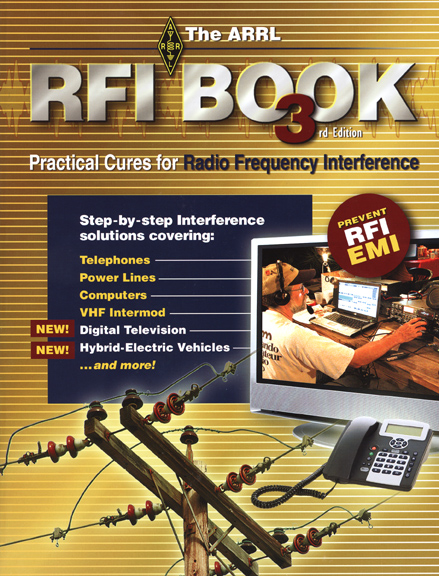 The ARRL
A
R R L
RFI BOOK
3rd Edition
Practical Cures for Radio Frequency Interference
Step-by-step Interference
solutions covering:
Telephones
Power Lines
Computers
VHF Intermod
NEW! Digital Television
NEW! Hybrid-Electric Vehicles
...and more!
PREVENT
RFI
EMI